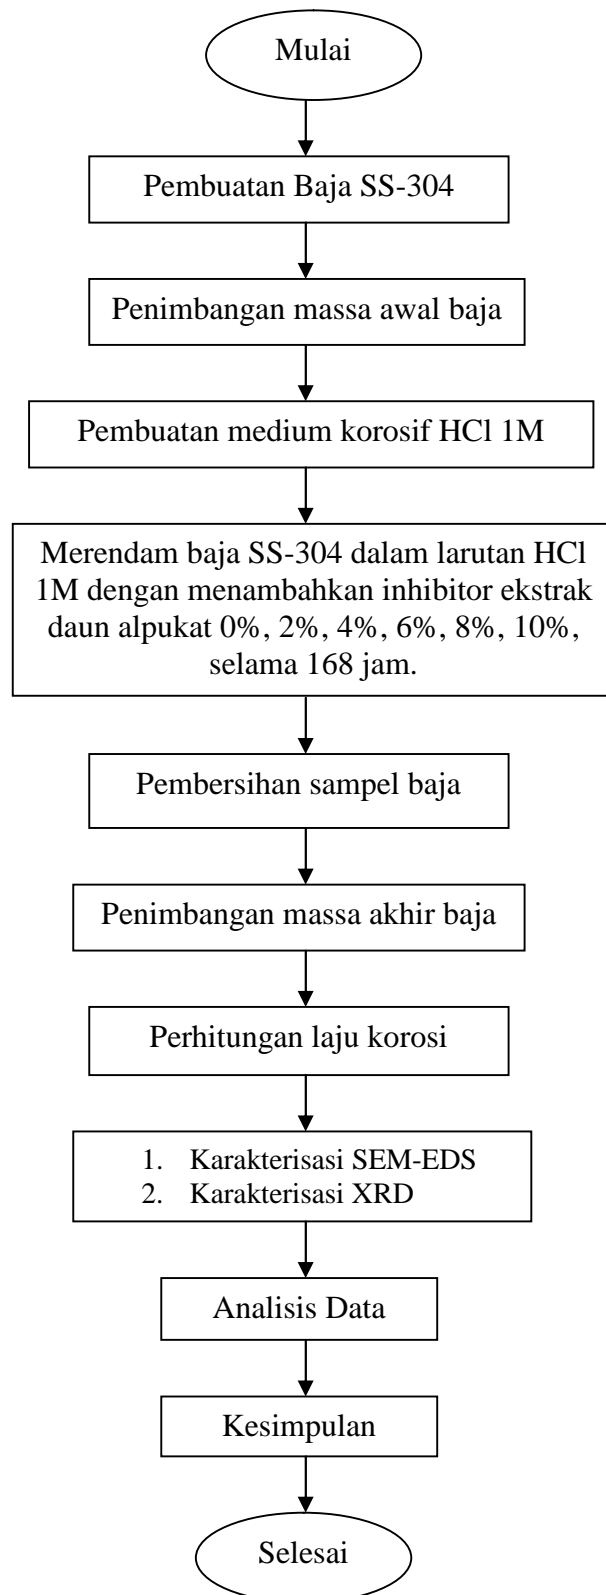 Mulai
Pembuatan Baja SS-304
Penimbangan massa awal baja
Pembuatan medium korosif HCl 1M
Merendam baja SS-304 dalam larutan HCl
1M dengan menambahkan inhibitor ekstrak
daun alpukat 0%, 2%, 4%, 6%, 8%, 10%,
selama 168 jam.
Pembersihan sampel baja
Penimbangan massa akhir baja
Perhitungan laju korosi
1. Karakterisasi SEM-EDS
2. Karakterisasi XRD
Analisis Data
Kesimpulan
Selesai